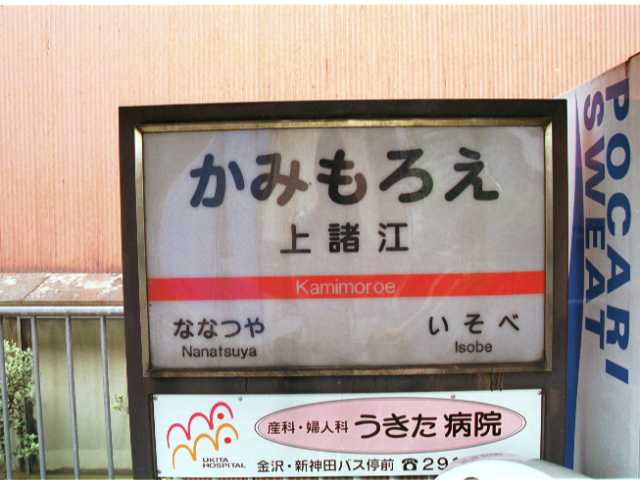 かみもろえ
上諸江
Kamimoroe
ななつや
Nanatsuya
いそべ
Isobe
UKITA
HOSPITAL
産科・婦人科 うきた病院
金沢・新神田バス停前 ☎29
POCARI
SWEAT